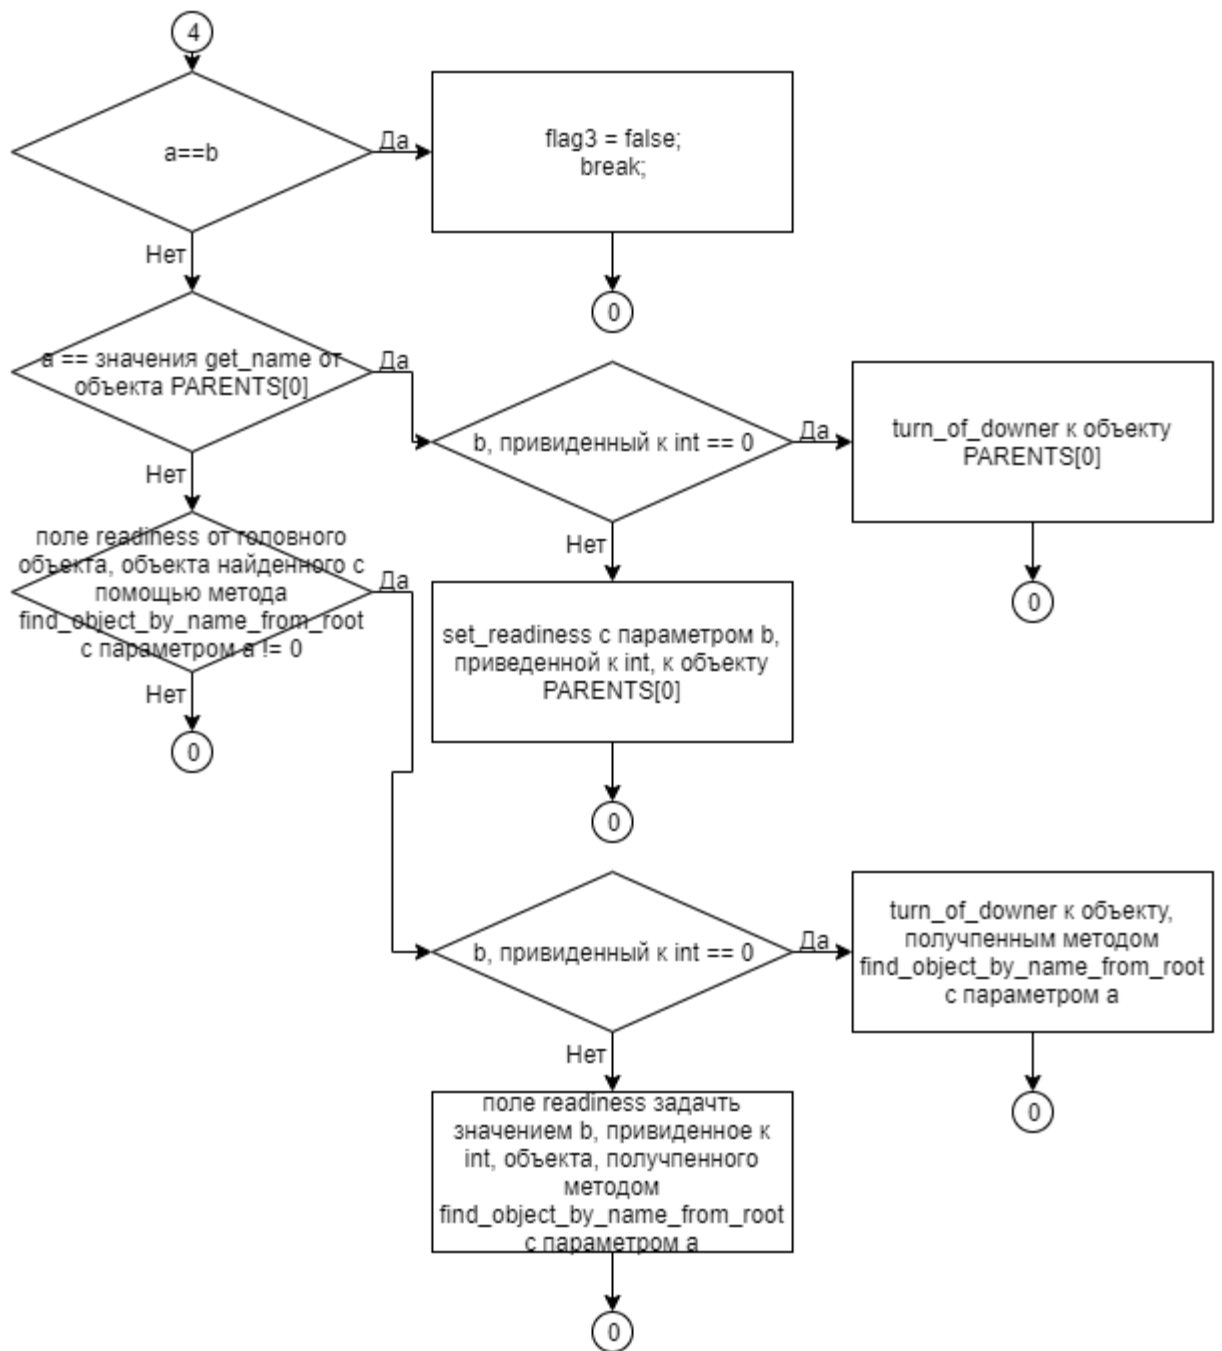 4
a==b
Да
flag3 = false;
break;
Нет
0
a == значения get_name от
объекта PARENTS[0]
Да
b, привиденный к int == 0
Да
turn_of_downer к объекту
PARENTS[0]
Нет
Нет
0
поле readiness от головного
объекта, объекта найденного с
помощью метода
find_object_by_name_from_root
с параметром a != 0
Да
set_readiness с параметром b,
приведенной к int, к объекту
PARENTS[0]
Нет
0
0
b, привиденный к int == 0
Да
turn_of_downer к объекту,
получпенным методом
find_object_by_name_from_root
с параметром a
Нет
0
поле readiness задачть
значением b, привиденное к
int, объекта, получпенного
методом
find_object_by_name_from_root
с параметром a
0